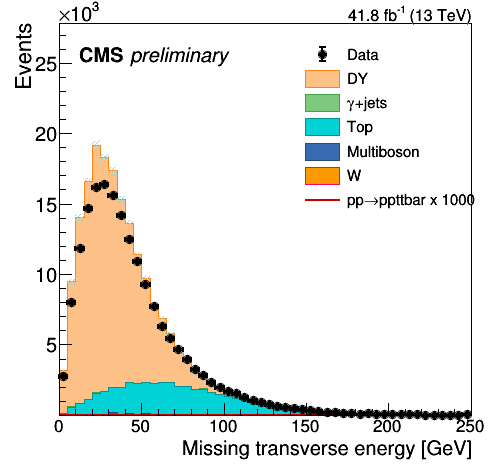 ×10³
41.8 fb⁻¹ (13 TeV)
Events
CMS preliminary
Data
DY
γ+jets
Top
Multiboson
W
pp→ppttbar x 1000
25
20
15
10
5
0 50 100 150 200 250
Missing transverse energy [GeV]